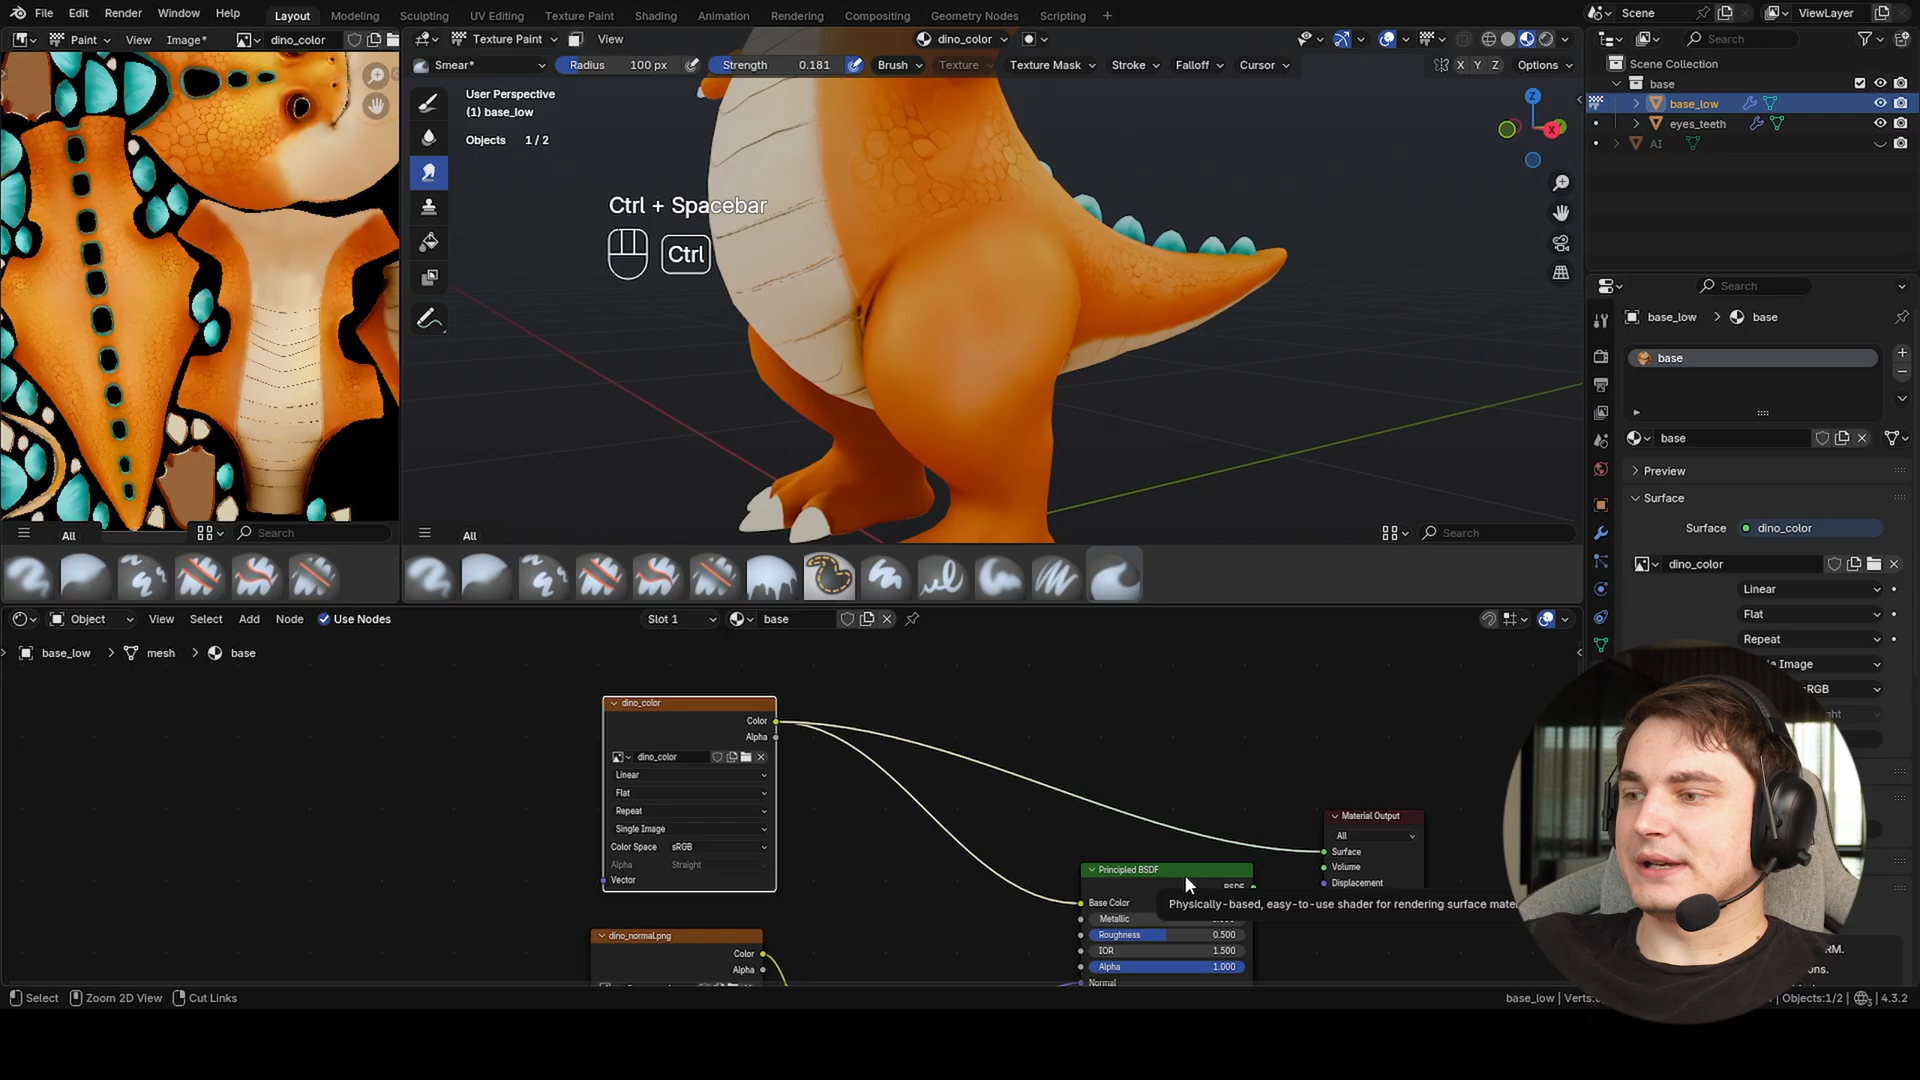 File Edit Render Window Help Layout Modeling Sculpting UV Editing Texture Paint Shading Animation Rendering Compositing Geometry Nodes Scripting + Scene ViewLayer
Paint View Image* dino_color Texture Paint View dino_color Search
Smear* Radius 100 px Strength 0.181 Brush Texture Texture Mask Stroke Falloff Cursor X Y Z Options
Scene Collection
base
base_low
eyes_teeth
AI
User Perspective
(1) base_low
Objects 1 / 2
Z
X
Ctrl + Spacebar
Ctrl
All Search
All Search
Search
base_low > base
base
base
Preview
Surface
Surface dino_color
dino_color
Linear
Flat
Repeat
sRGB
Object View Select Add Node Use Nodes Slot 1 base
base_low > mesh > base
dino_color
Color
Alpha
dino_color
Linear
Flat
Repeat
Single Image
Color Space sRGB
Alpha Straight
Vector
dino_normal.png
Color
Alpha
Principled BSDF
BSDF
Base Color
Metallic
Roughness 0.500
IOR 1.500
Alpha 1.000
Normal
Physically-based, easy-to-use shader for rendering surface
Material Output
All
Surface
Volume
Displacement
Select Zoom 2D View Cut Links
base_low | Objects:1/2 4.3.2